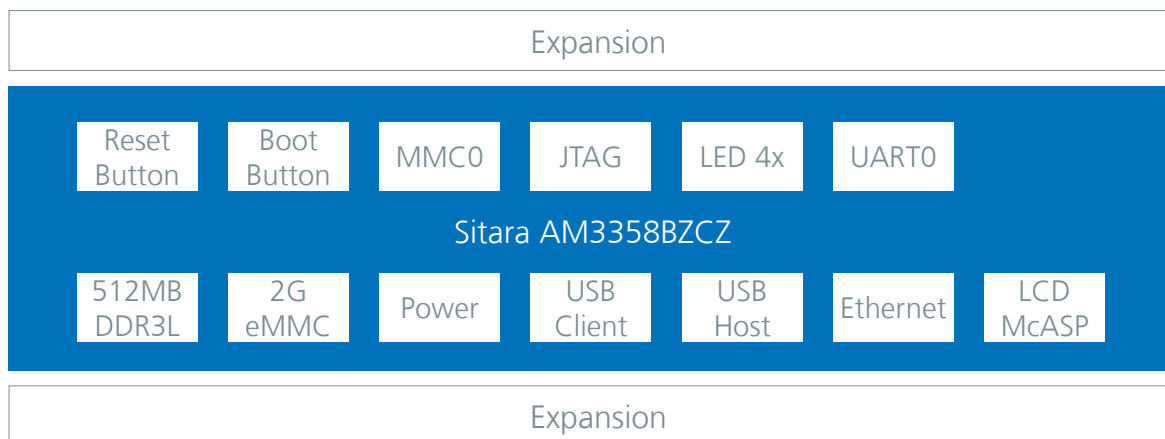 Expansion
Reset
Button
Boot
Button
MMC0
JTAG
LED 4x
UART0
Sitara AM3358BZCZ
512MB
DDR3L
2G
eMMC
Power
USB
Client
USB
Host
Ethernet
LCD
McASP
Expansion